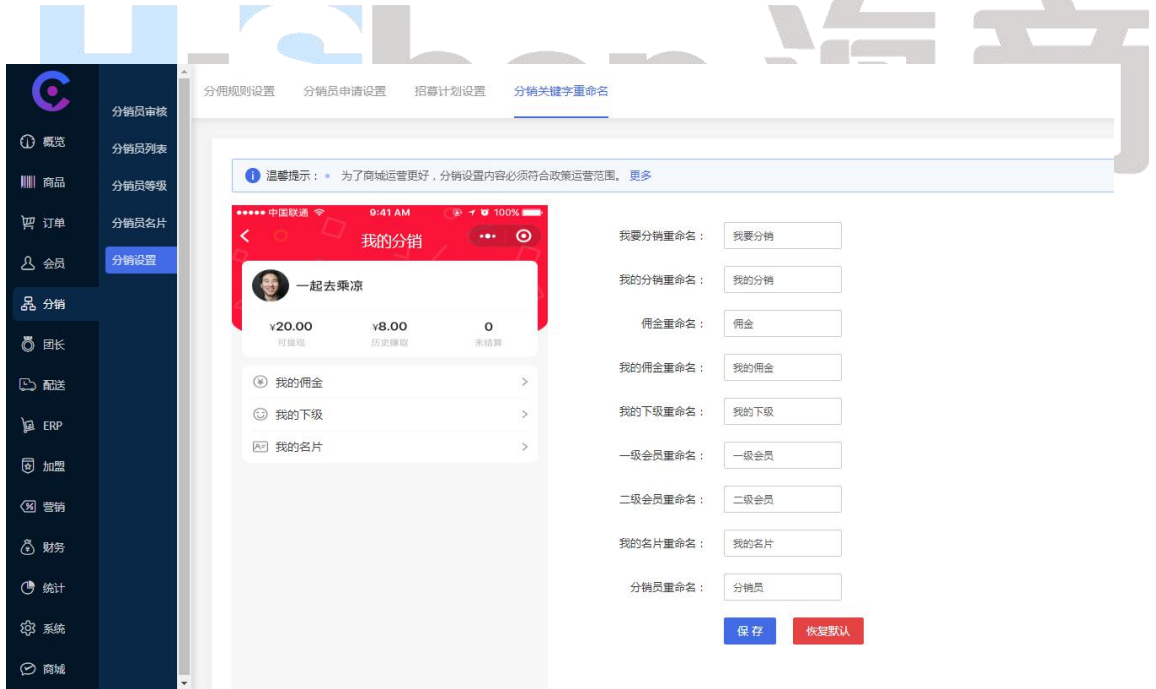 HiShop 海商
分佣规则设置 分销员申请设置 招募计划设置 分销关键字重命名
概览
商品
订单
会员
分销
团长
配送
ERP
加盟
营销
财务
统计
系统
商城
分销员审核
分销员列表
分销员等级
分销员名片
分销设置
温馨提示： 为了商城运营更好，分销设置内容必须符合政策运营范围。 更多
中国联通 9:41 AM 100%
我的分销
一起去乘凉
¥20.00 ¥8.00 0
可提现 历史赚取 未结算
我的佣金
我的下级
我的名片
我要分销重命名： 我要分销
我的分销重命名： 我的分销
佣金重命名： 佣金
我的佣金重命名： 我的佣金
我的下级重命名： 我的下级
一级会员重命名： 一级会员
二级会员重命名： 二级会员
我的名片重命名： 我的名片
分销员重命名： 分销员
保存 恢复默认